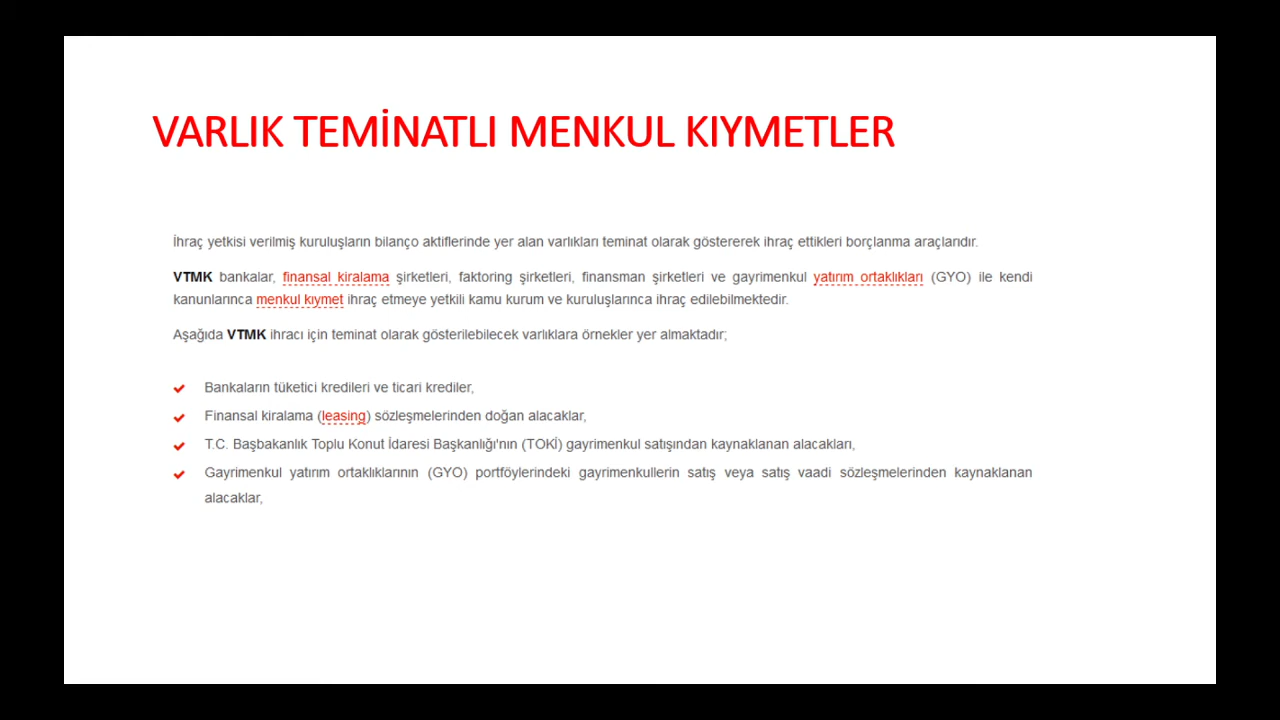 VARLIK TEMİNATLI MENKUL KIYMETLER
İhraç yetkisi verilmiş kuruluşların bilanço aktiflerinde yer alan varlıkları teminat olarak göstererek ihraç ettikleri borçlanma araçlarıdır.
VTMK bankalar, finansal kiralama şirketleri, faktoring şirketleri, finansman şirketleri ve gayrimenkul yatırım ortaklıkları (GYO) ile kendi
kanunlarınca menkul kıymet ihraç etmeye yetkili kamu kurum ve kuruluşlarınca ihraç edilebilmektedir.
Aşağıda VTMK ihracı için teminat olarak gösterilebilecek varlıklara örnekler yer almaktadır;
Bankaların tüketici kredileri ve ticari krediler,
Finansal kiralama (leasing) sözleşmelerinden doğan alacaklar,
T.C. Başbakanlık Toplu Konut İdaresi Başkanlığı'nın (TOKİ) gayrimenkul satışından kaynaklanan alacakları,
Gayrimenkul yatırım ortaklıklarının (GYO) portföylerindeki gayrimenkullerin satış veya satış vaadi sözleşmelerinden kaynaklanan
alacaklar,